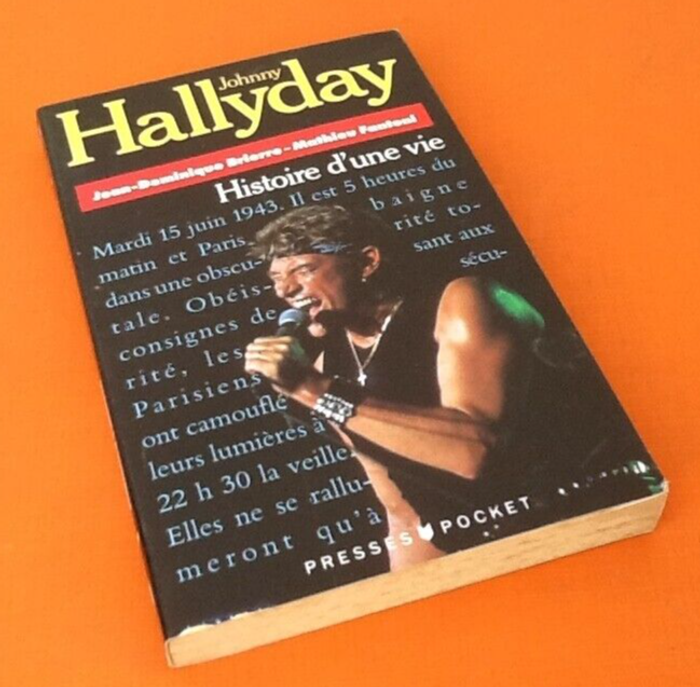 Johnny
Hallyday
Jean-Dominique Brierre - Mathieu Fantoni
Histoire d'une vie
Mardi 15 juin 1943. Il est 5 heures du
matin et Paris baigne
dans une obscu- rité to-
tale. Obéis- sant aux
consignes de sécu-
rité, les
Parisiens
ont camouflé
leurs lumières à
22 h 30 la veille.
Elles ne se rallu-
meront qu'à
PRESSES POCKET